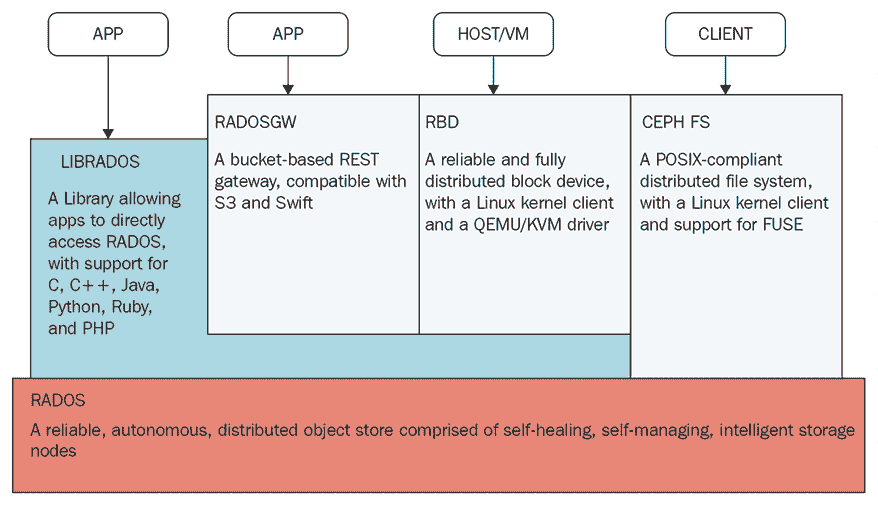 APP
APP
HOST/VM
CLIENT
LIBRADOS
A Library allowing
apps to directly
access RADOS,
with support for
C, C++, Java,
Python, Ruby,
and PHP
RADOSGW
A bucket-based REST
gateway, compatible with
S3 and Swift
RBD
A reliable and fully
distributed block device,
with a Linux kernel client
and a QEMU/KVM driver
CEPH FS
A POSIX-compliant
distributed file system,
with a Linux kernel client
and support for FUSE
RADOS
A reliable, autonomous, distributed object store comprised of self-healing, self-managing, intelligent storage
nodes